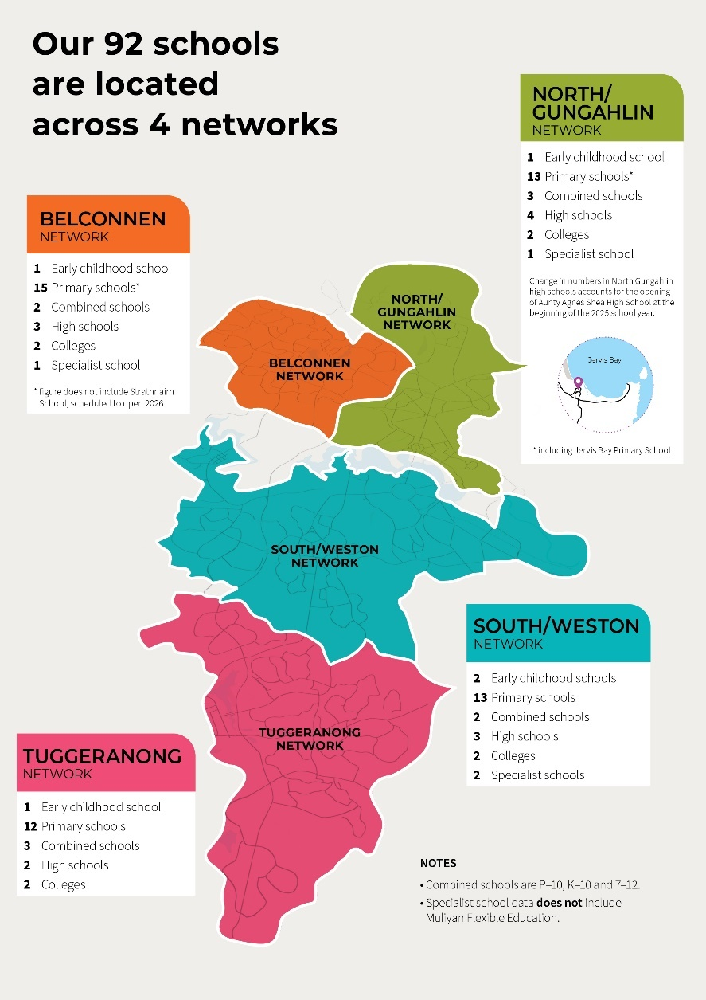 Our 92 schools
are located
across 4 networks
NORTH/
GUNGAHLIN
NETWORK
1 Early childhood school
13 Primary schools*
3 Combined schools
4 High schools
2 Colleges
1 Specialist school
Change in numbers in North Gungahlin
high schools accounts for the opening
of Aunty Agnes Shea High School at the
beginning of the 2025 school year.
Jervis Bay
* including Jervis Bay Primary School
BELCONNEN
NETWORK
1 Early childhood school
15 Primary schools*
2 Combined schools
3 High schools
2 Colleges
1 Specialist school
* figure does not include Strathnairn
School, scheduled to open 2026.
NORTH/
GUNGAHLIN
NETWORK
BELCONNEN
NETWORK
SOUTH/WESTON
NETWORK
TUGGERANONG
NETWORK
SOUTH/WESTON
NETWORK
2 Early childhood schools
13 Primary schools
2 Combined schools
3 High schools
2 Colleges
2 Specialist schools
TUGGERANONG
NETWORK
1 Early childhood school
12 Primary schools
3 Combined schools
2 High schools
2 Colleges
NOTES
• Combined schools are P–10, K–10 and 7–12.
• Specialist school data does not include
Muliyan Flexible Education.